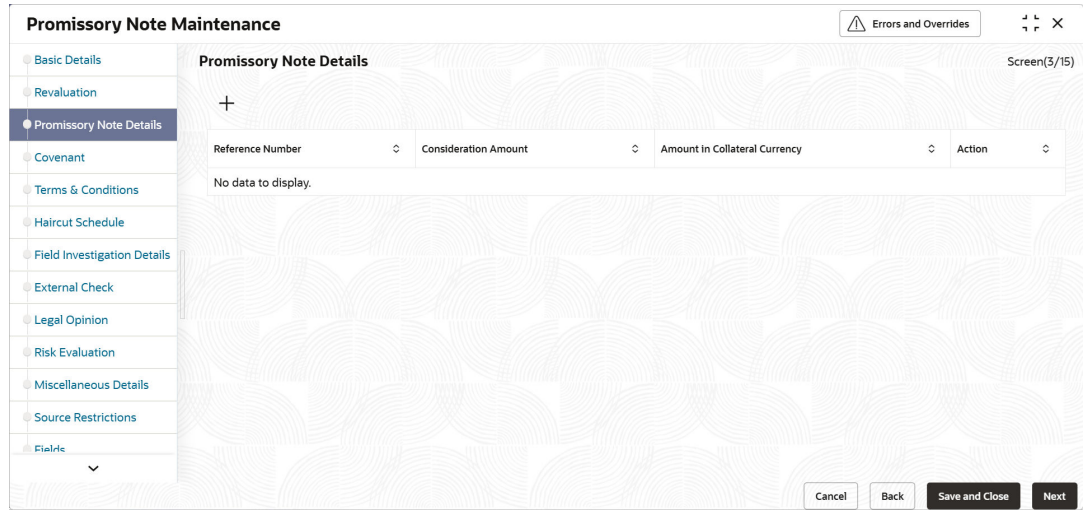 Promissory Note Maintenance
Errors and Overrides
Basic Details
Revaluation
Promissory Note Details
Covenant
Terms & Conditions
Haircut Schedule
Field Investigation Details
External Check
Legal Opinion
Risk Evaluation
Miscellaneous Details
Source Restrictions
Fields
Promissory Note Details
Screen(3/15)
Reference Number Consideration Amount Amount in Collateral Currency Action
No data to display.
Cancel Back Save and Close Next